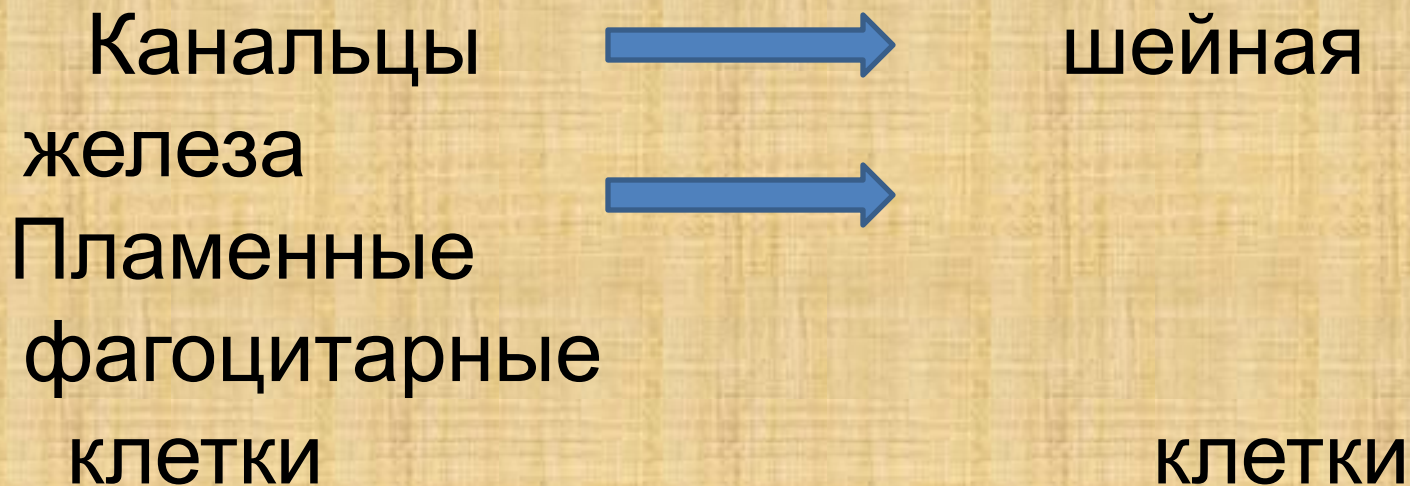 Канальцы шейная
железа
Пламенные
фагоцитарные
клетки клетки